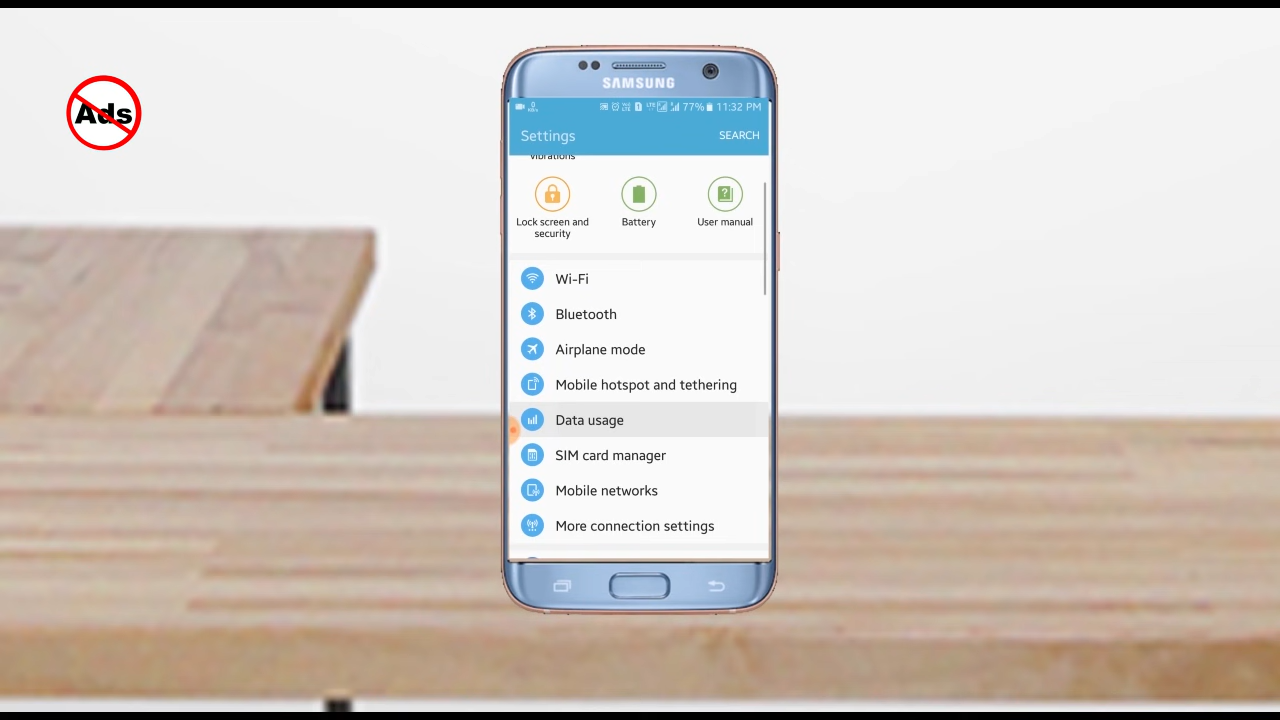 Ads
SAMSUNG
77% 11:32 PM
Settings
SEARCH
vibrations
Lock screen and
security
Battery
User manual
Wi-Fi
Bluetooth
Airplane mode
Mobile hotspot and tethering
Data usage
SIM card manager
Mobile networks
More connection settings